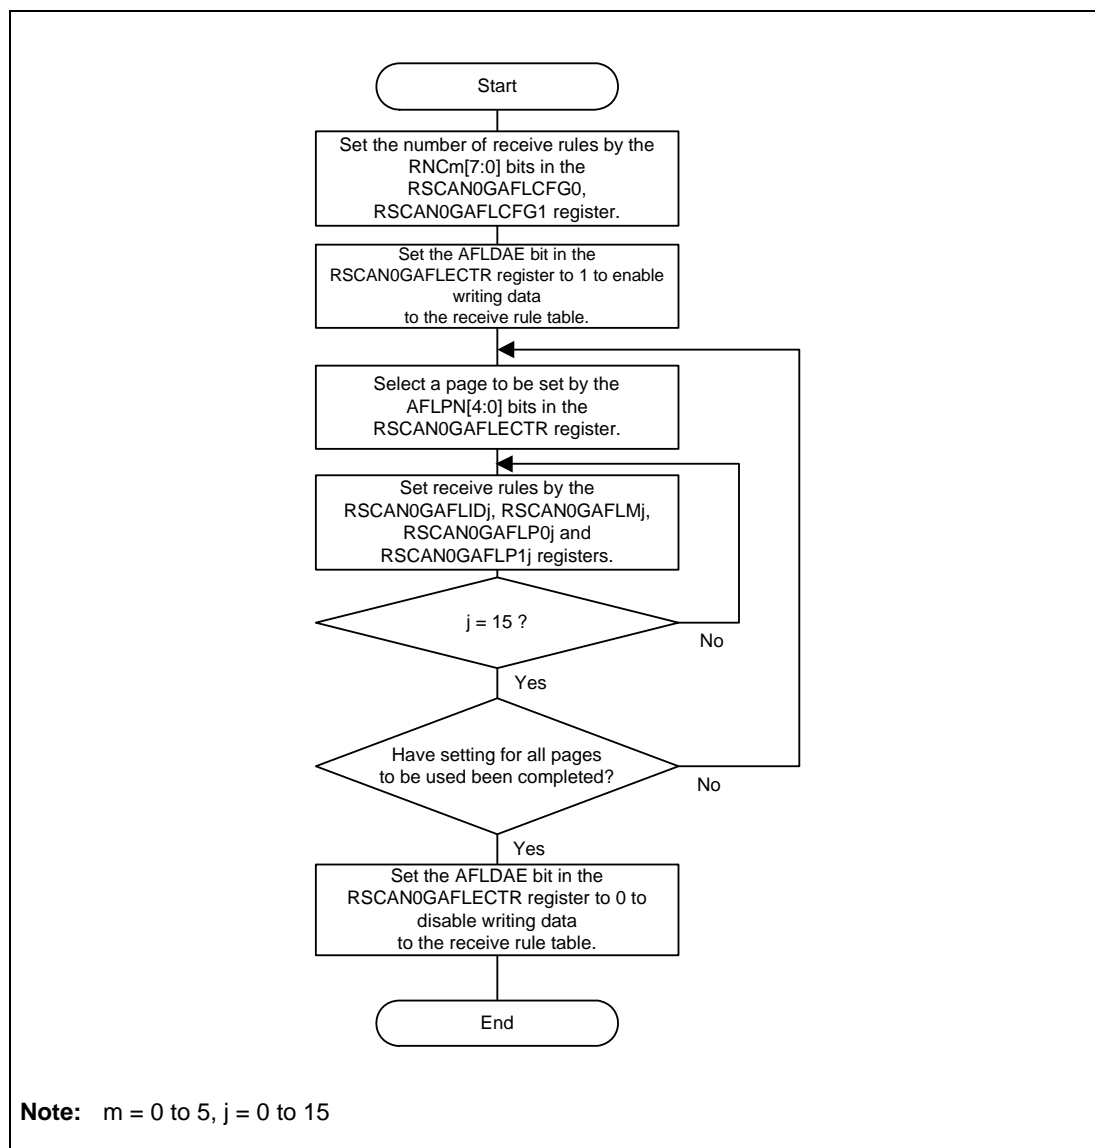 Start
Set the number of receive rules by the
RNCm[7:0] bits in the
RSCAN0GAFLCFG0,
RSCAN0GAFLCFG1 register.
Set the AFLDAE bit in the
RSCAN0GAFLECTR register to 1 to enable
writing data
to the receive rule table.
Select a page to be set by the
AFLPN[4:0] bits in the
RSCAN0GAFLECTR register.
Set receive rules by the
RSCAN0GAFLIDj, RSCAN0GAFLMj,
RSCAN0GAFLP0j and
RSCAN0GAFLP1j registers.
j = 15 ?
No
Yes
Have setting for all pages
to be used been completed?
No
Yes
Set the AFLDAE bit in the
RSCAN0GAFLECTR register to 0 to
disable writing data
to the receive rule table.
End
Note: m = 0 to 5, j = 0 to 15